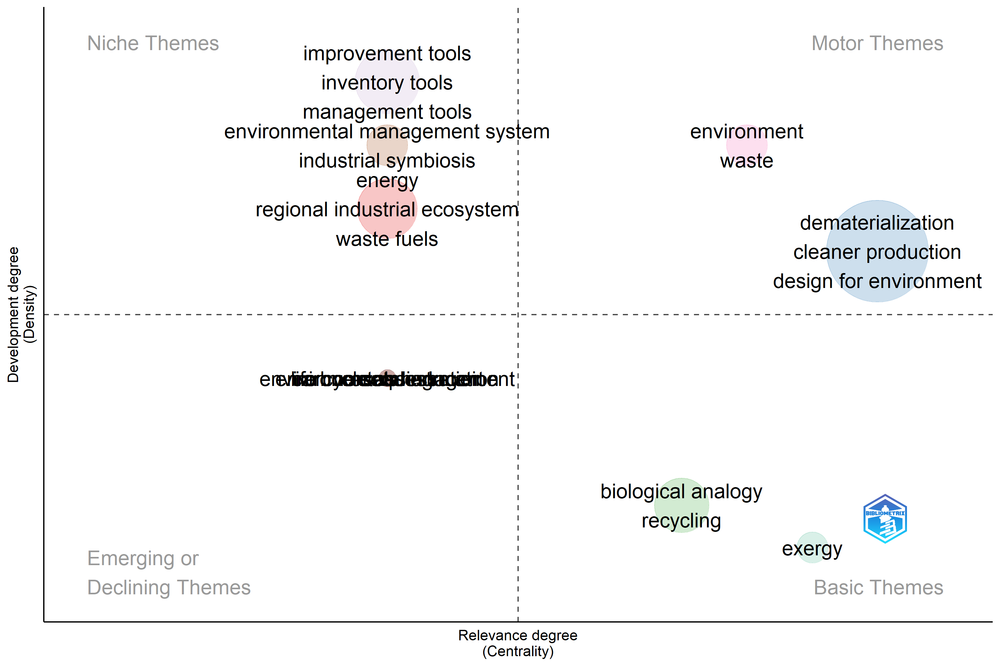 Niche Themes
Motor Themes
improvement tools
inventory tools
management tools
environmental management system
industrial symbiosis
energy
regional industrial ecosystem
waste fuels
environment
waste
dematerialization
cleaner production
design for environment
Development degree
(Density)
biological analogy
recycling
BIBLIOMETRIX
exergy
Emerging or
Declining Themes
Basic Themes
Relevance degree
(Centrality)